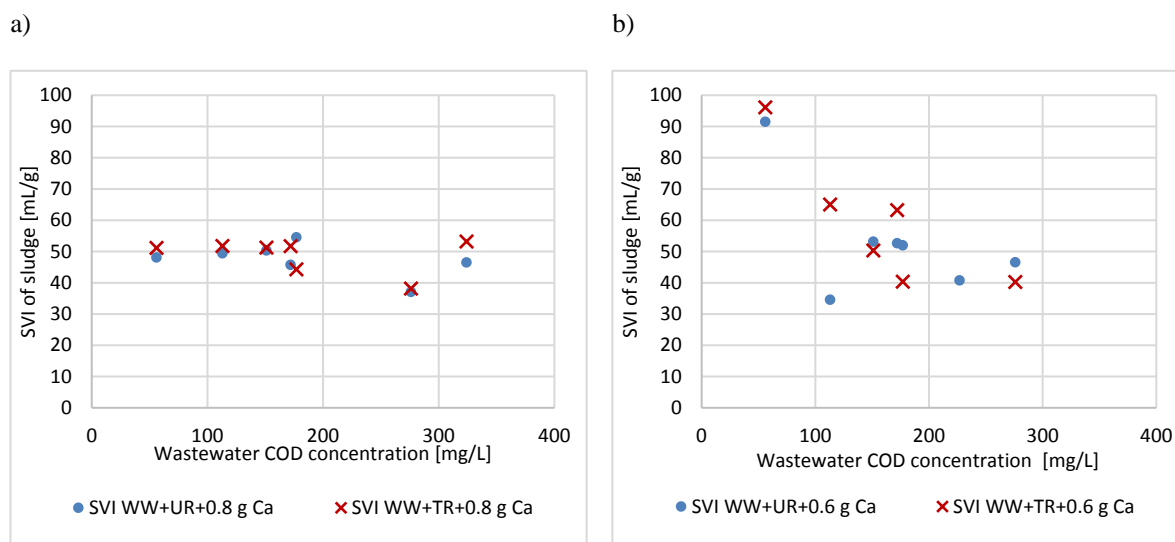 a)
b)
100
90
80
70
60
50
40
30
20
10
0
SVI of sludge [mL/g]
0 100 200 300 400
Wastewater COD concentration [mg/L]
SVI WW+UR+0.8 g Ca SVI WW+TR+0.8 g Ca
100
90
80
70
60
50
40
30
20
10
0
SVI of sludge [mL/g]
0 100 200 300 400
Wastewater COD concentration [mg/L]
SVI WW+UR+0.6 g Ca SVI WW+TR+0.6 g Ca